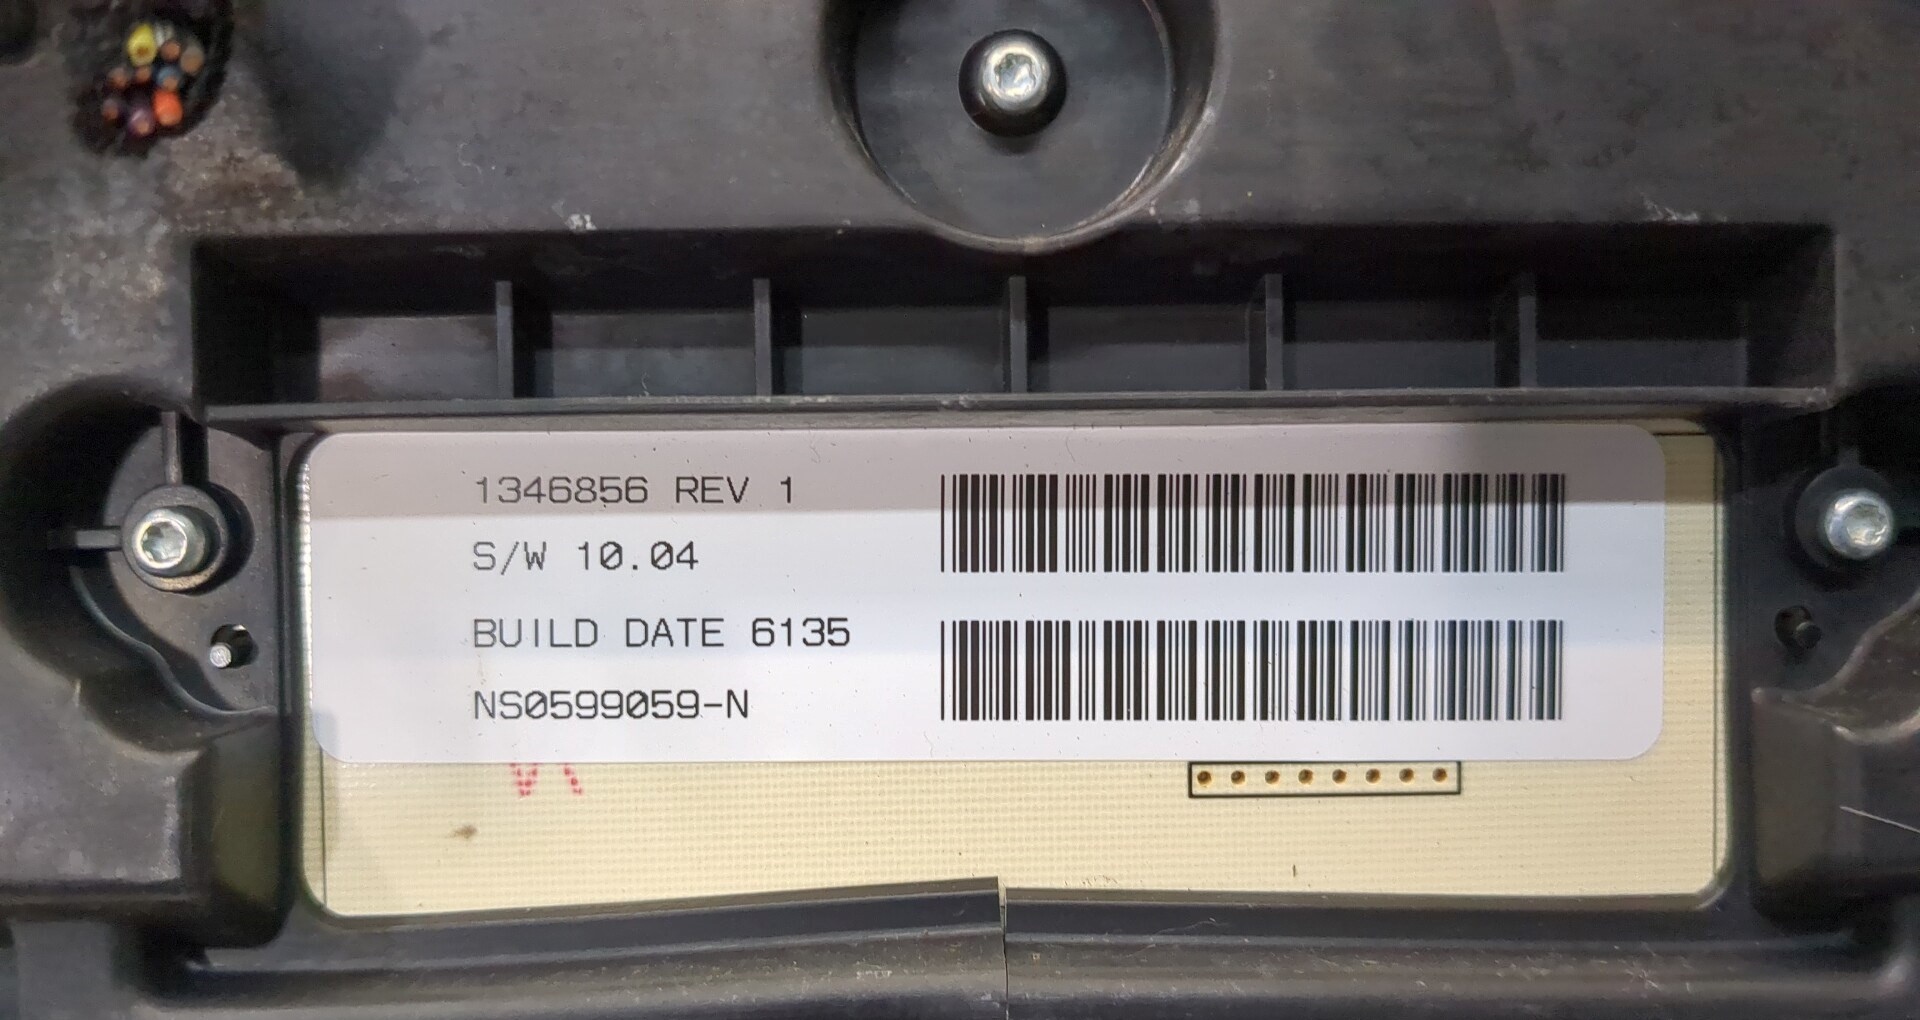 1346856 REV 1
S/W 10.04
BUILD DATE 6135
NS0599059-N